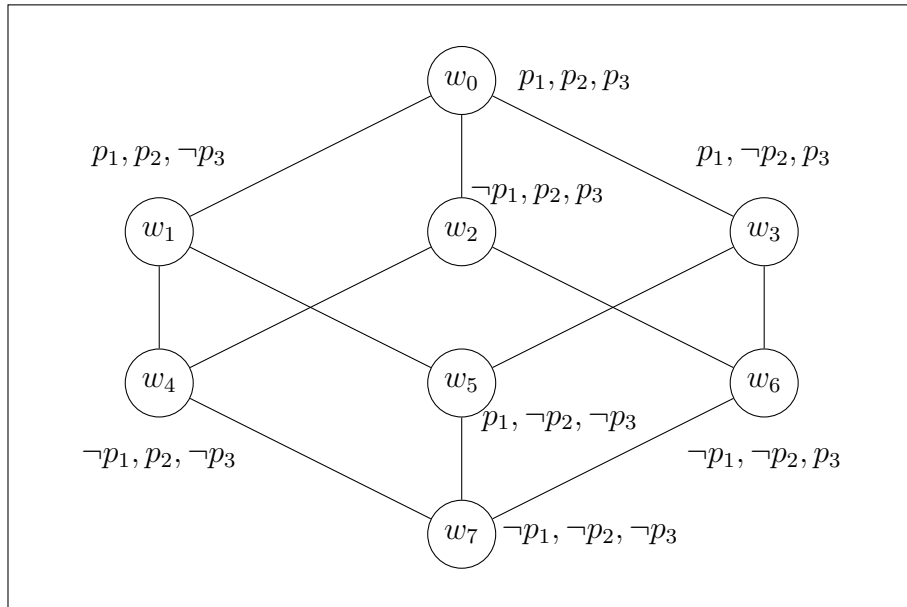 w₀ p₁, p₂, p₃
p₁, p₂, ¬p₃
p₁, ¬p₂, p₃
¬p₁, p₂, p₃
w₁
w₂
w₃
w₄
w₅
w₆
p₁, ¬p₂, ¬p₃
¬p₁, p₂, ¬p₃
¬p₁, ¬p₂, p₃
w₇ ¬p₁, ¬p₂, ¬p₃